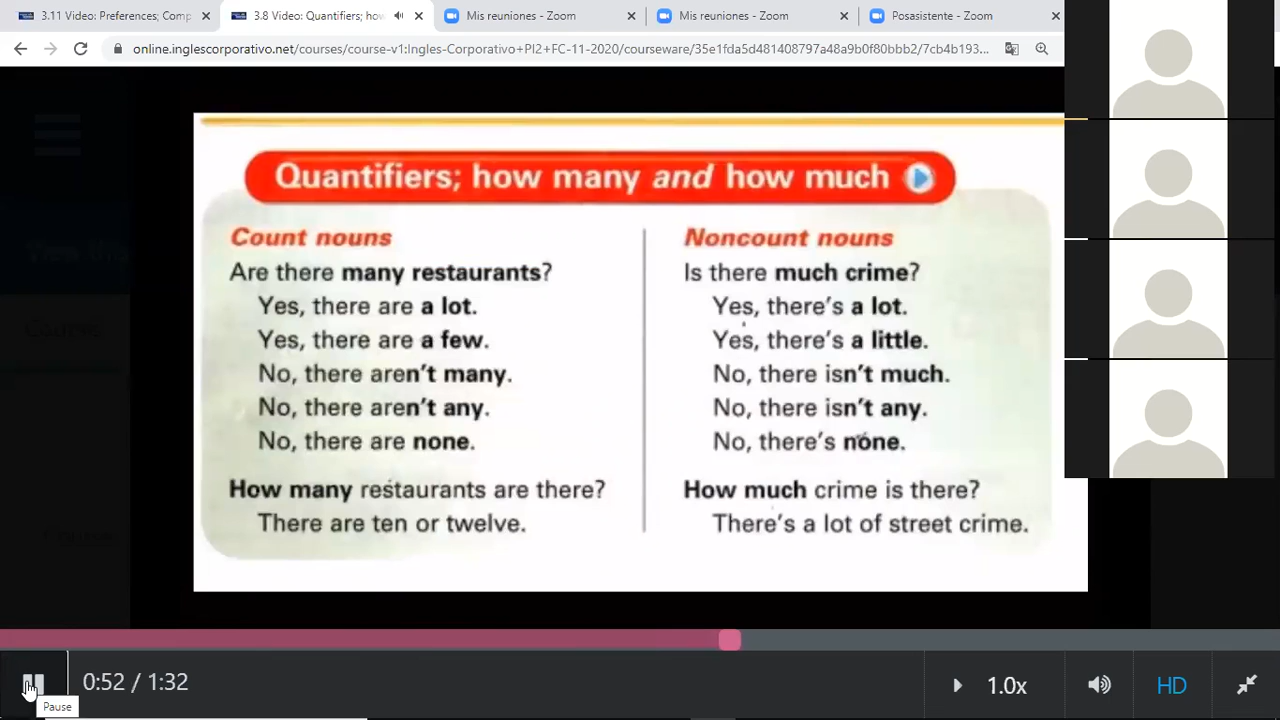 3.11 Video: Preferences; Comp
3.8 Video: Quantifiers; how
Mis reuniones - Zoom
Mis reuniones - Zoom
Posasistente - Zoom
online.inglescorporativo.net/courses/course-v1:Ingles-Corporativo+PI2+FC-11-2020/courseware/35e1fda3d481408797a48a9b0f80bbb2/7cb4b193...
Quantifiers; how many and how much
Count nouns
Are there many restaurants?
Yes, there are a lot.
Yes, there are a few.
No, there aren't many.
No, there aren't any.
No, there are none.
How many restaurants are there?
There are ten or twelve.
Noncount nouns
Is there much crime?
Yes, there's a lot.
Yes, there's a little.
No, there isn't much.
No, there isn't any.
No, there's none.
How much crime is there?
There's a lot of street crime.
0:52 / 1:32
1.0x
HD
Pause